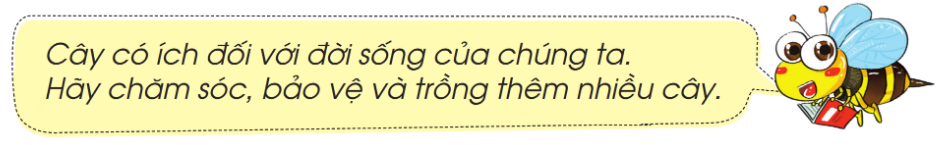 Cây có ích đối với đời sống của chúng ta.
Hãy chăm sóc, bảo vệ và trồng thêm nhiều cây.